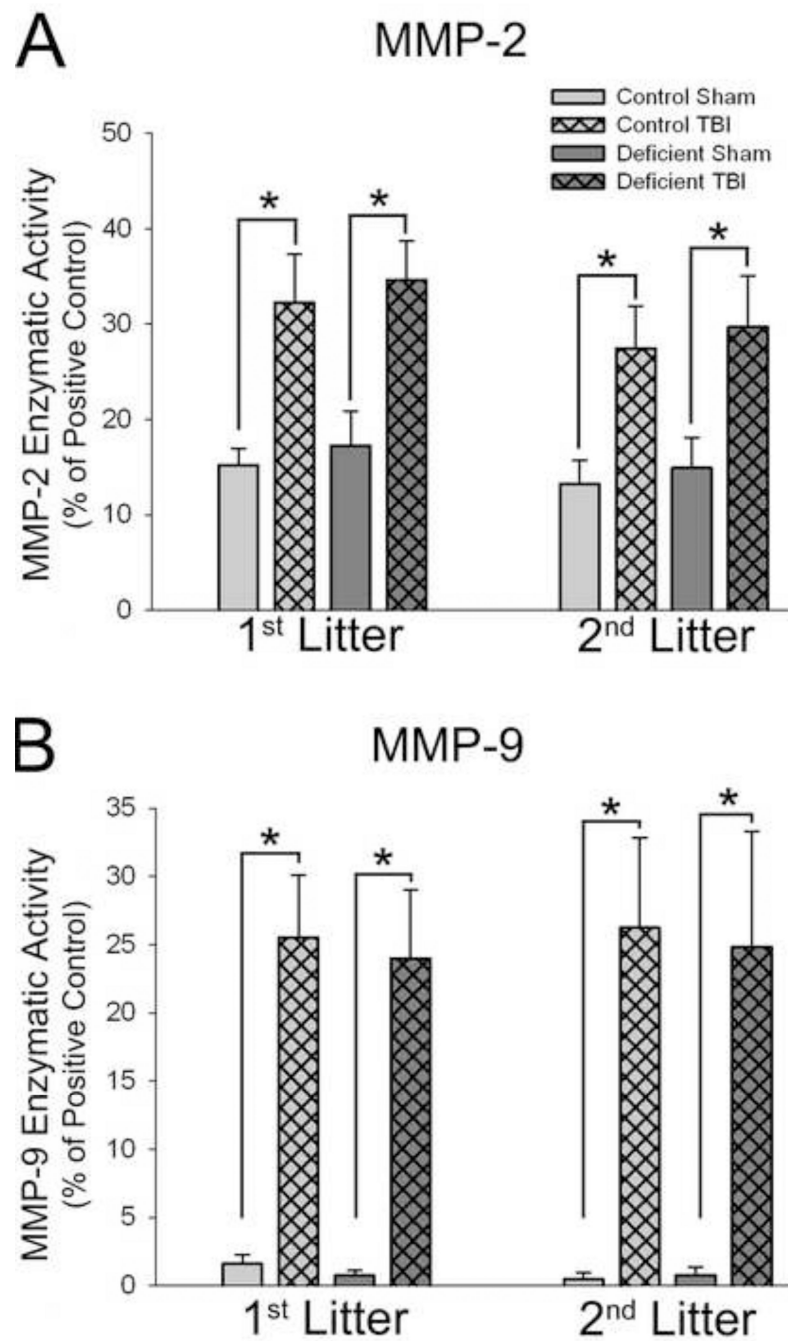 A
MMP-2
Control Sham
Control TBI
Deficient Sham
Deficient TBI
MMP-2 Enzymatic Activity
(% of Positive Control)
50
40
30
20
10
0
*
*
*
*
1st Litter
2nd Litter
B
MMP-9
MMP-9 Enzymatic Activity
(% of Positive Control)
35
30
25
20
15
10
5
0
*
*
*
*
1st Litter
2nd Litter